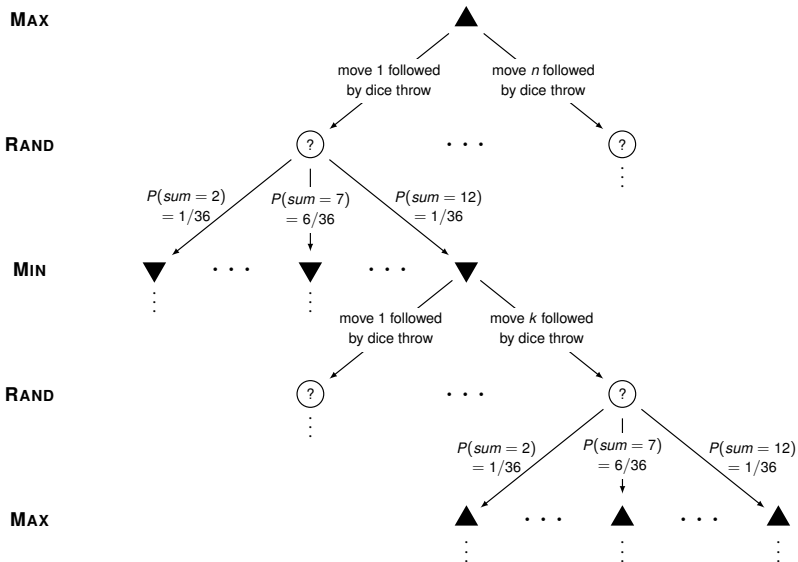 MAX
move 1 followed
by dice throw
move n followed
by dice throw
RAND
?
. . .
?
P(sum = 2)
= 1/36
P(sum = 7)
= 6/36
P(sum = 12)
= 1/36
MIN
. . .
. . .
move 1 followed
by dice throw
move k followed
by dice throw
RAND
?
. . .
?
P(sum = 2)
= 1/36
P(sum = 7)
= 6/36
P(sum = 12)
= 1/36
MAX
. . .
. . .